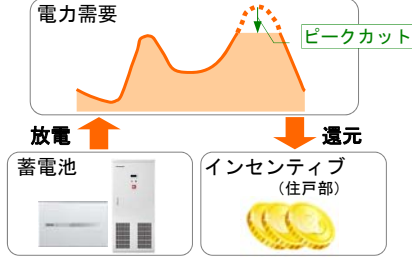 電力需要
ピークカット
放電
還元
蓄電池
インセンティブ
（住戸部）